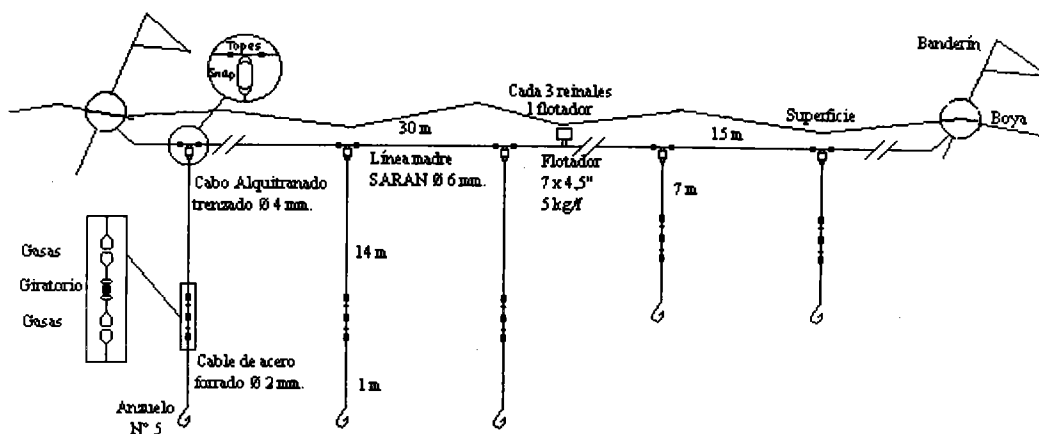 Topes
Snap
Banderín
Cada 3 reinales
1 flotador
Superficie
Boya
30 m
15 m
Línea madre
SARAN Ø 6 mm.
Flotador
7 x 4,5"
5 kg/f
7 m
Cabo Alquitranado
trenzado Ø 4 mm.
14 m
Gasas
Giratorio
Gasas
Cable de acero
forrado Ø 2 mm.
1 m
Anzuelo
Nº 5